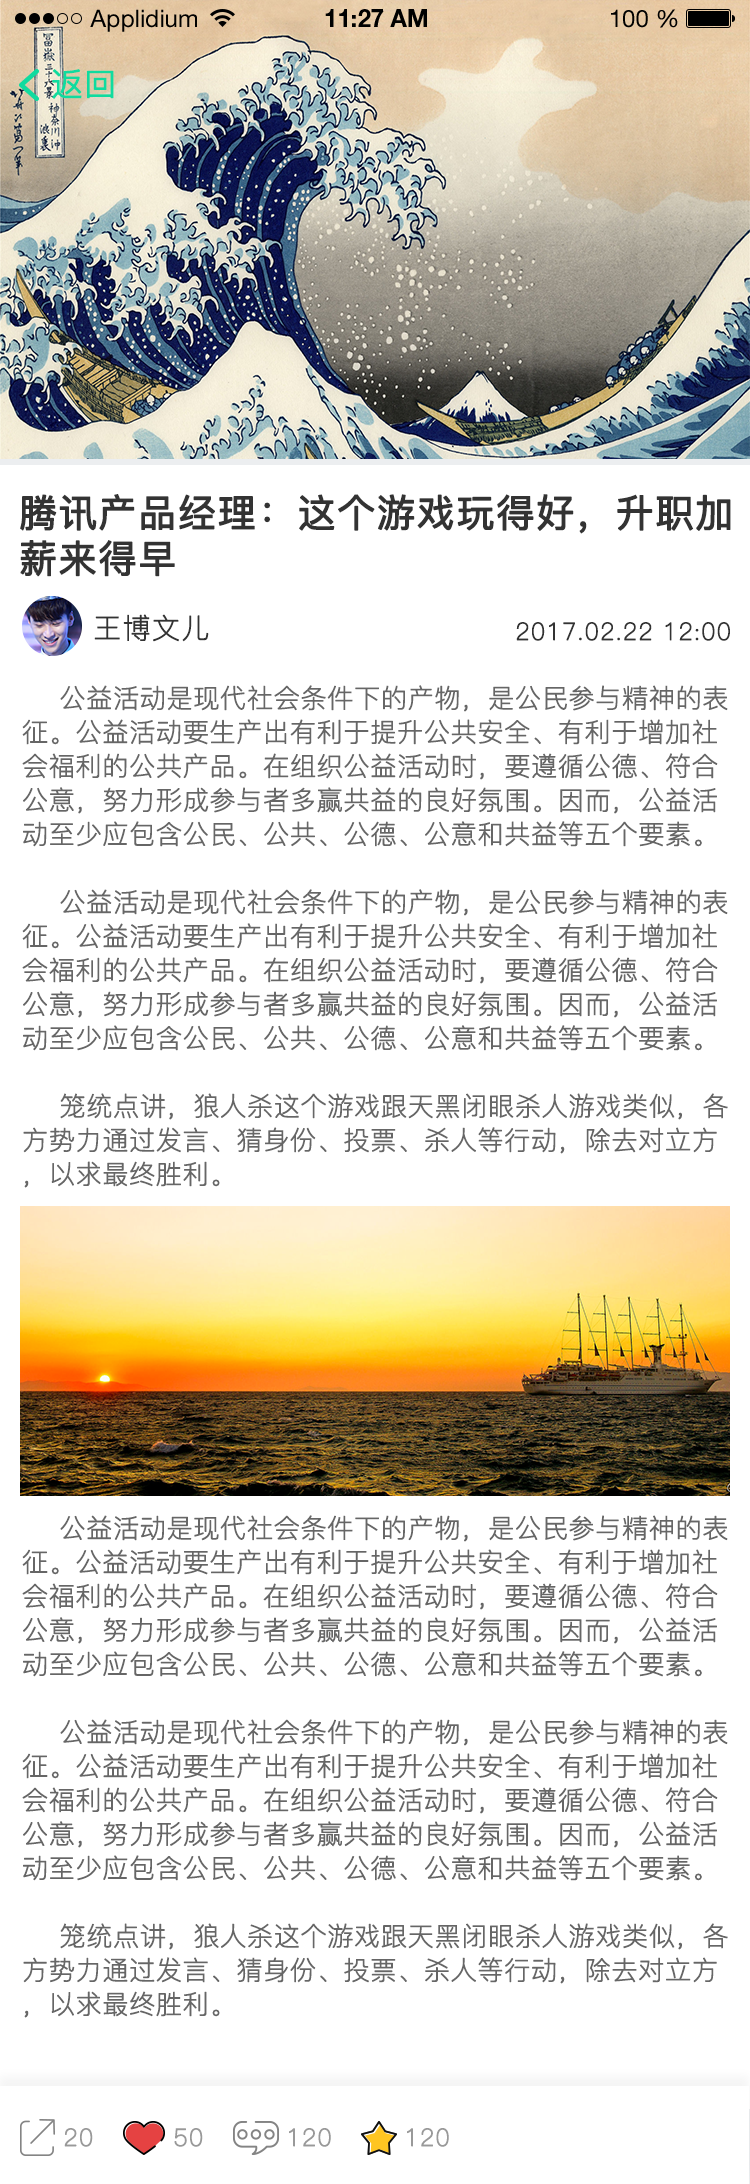 Applidium 11:27 AM 100 %
冨嶽三十六景 神奈川沖
浪裏
返回
腾讯产品经理：这个游戏玩得好，升职加
薪来得早
王博文儿 2017.02.22 12:00
公益活动是现代社会条件下的产物，是公民参与精神的表
征。公益活动要生产出有利于提升公共安全、有利于增加社
会福利的公共产品。在组织公益活动时，要遵循公德、符合
公意，努力形成参与者多赢共益的良好氛围。因而，公益活
动至少应包含公民、公共、公德、公意和共益等五个要素。
公益活动是现代社会条件下的产物，是公民参与精神的表
征。公益活动要生产出有利于提升公共安全、有利于增加社
会福利的公共产品。在组织公益活动时，要遵循公德、符合
公意，努力形成参与者多赢共益的良好氛围。因而，公益活
动至少应包含公民、公共、公德、公意和共益等五个要素。
笼统点讲，狼人杀这个游戏跟天黑闭眼杀人游戏类似，各
方势力通过发言、猜身份、投票、杀人等行动，除去对立方
，以求最终胜利。
公益活动是现代社会条件下的产物，是公民参与精神的表
征。公益活动要生产出有利于提升公共安全、有利于增加社
会福利的公共产品。在组织公益活动时，要遵循公德、符合
公意，努力形成参与者多赢共益的良好氛围。因而，公益活
动至少应包含公民、公共、公德、公意和共益等五个要素。
公益活动是现代社会条件下的产物，是公民参与精神的表
征。公益活动要生产出有利于提升公共安全、有利于增加社
会福利的公共产品。在组织公益活动时，要遵循公德、符合
公意，努力形成参与者多赢共益的良好氛围。因而，公益活
动至少应包含公民、公共、公德、公意和共益等五个要素。
笼统点讲，狼人杀这个游戏跟天黑闭眼杀人游戏类似，各
方势力通过发言、猜身份、投票、杀人等行动，除去对立方
，以求最终胜利。
20 50 120 120